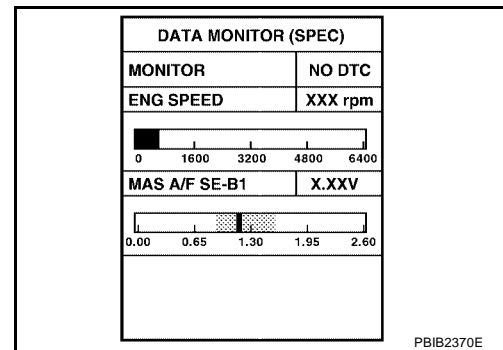 DATA MONITOR (SPEC)
MONITOR NO DTC
ENG SPEED XXX rpm
0 1600 3200 4800 6400
MAS A/F SE-B1 X.XXV
0.00 0.65 1.30 1.95 2.60
PBIB2370E